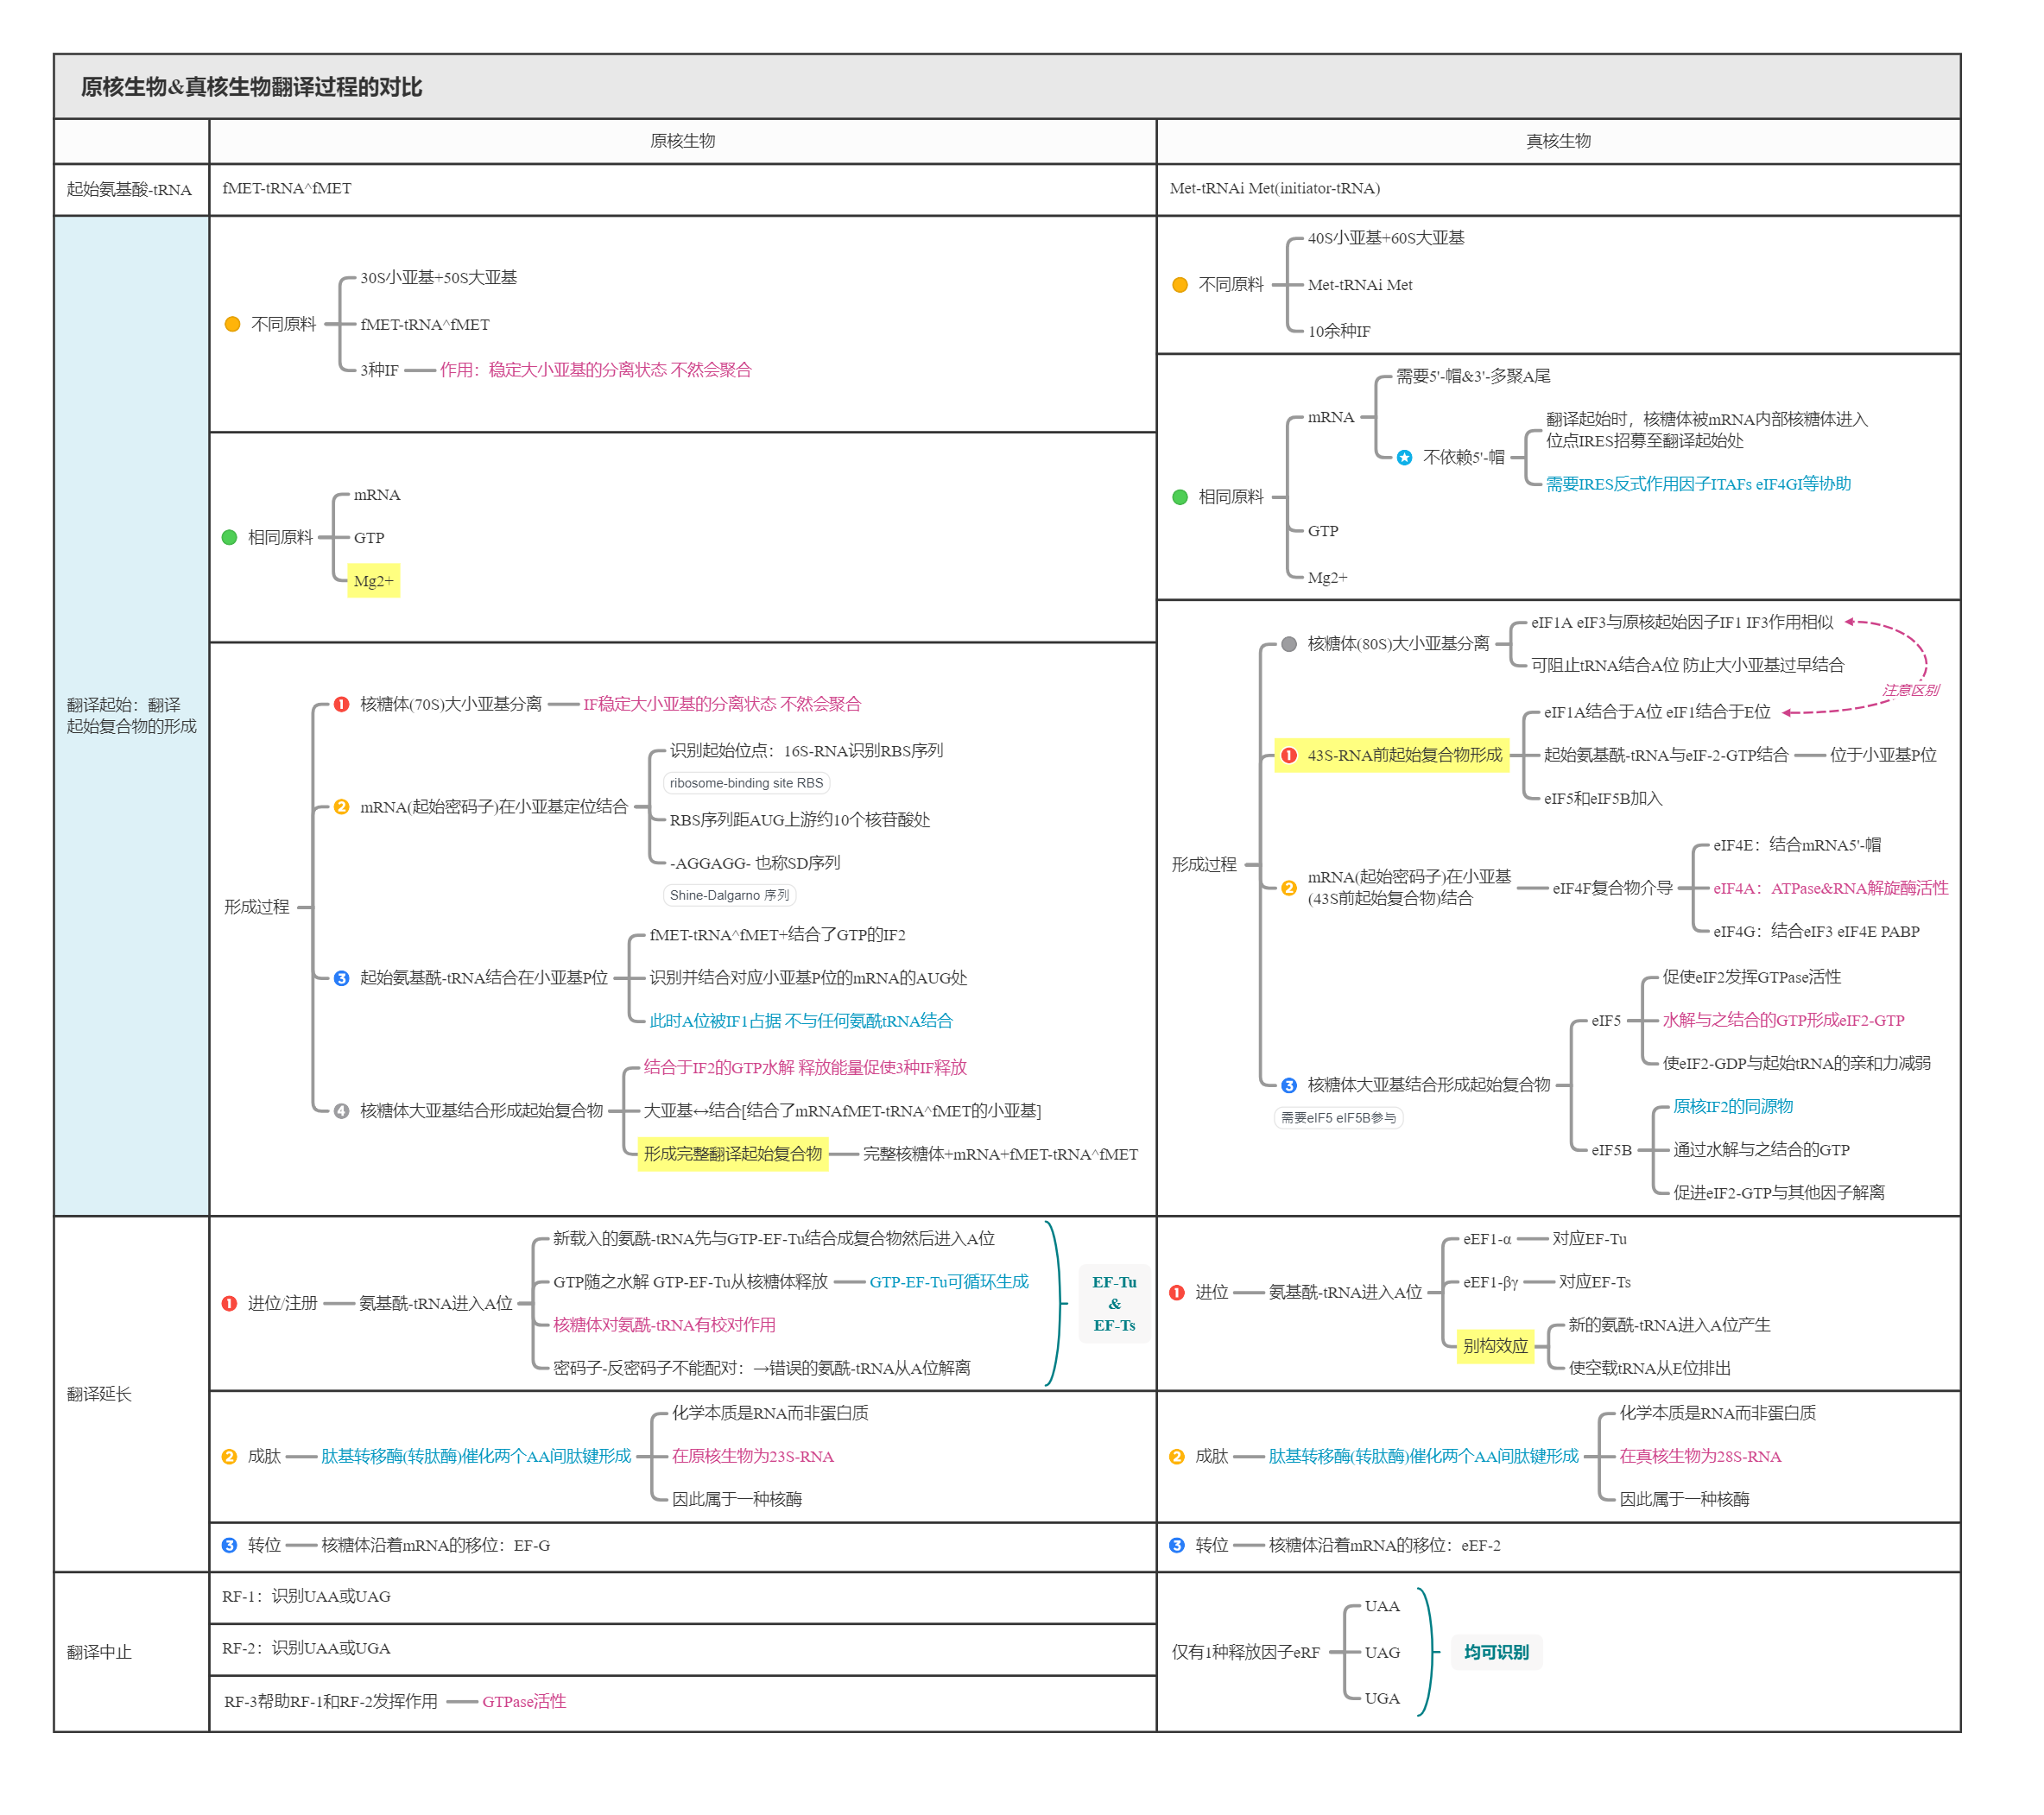 原核生物&真核生物翻译过程的对比
原核生物
真核生物
起始氨基酸-tRNA
fMET-tRNA^fMET
Met-tRNAi Met(initiator-tRNA)
翻译起始：翻译
起始复合物的形成
不同原料
30S小亚基+50S大亚基
fMET-tRNA^fMET
3种IF
作用：稳定大小亚基的分离状态 不然会聚合
相同原料
mRNA
GTP
Mg2+
形成过程
1 核糖体(70S)大小亚基分离
IF稳定大小亚基的分离状态 不然会聚合
2 mRNA(起始密码子)在小亚基定位结合
识别起始位点：16S-RNA识别RBS序列
ribosome-binding site RBS
RBS序列距AUG上游约10个核苷酸处
-AGGAGG- 也称SD序列
Shine-Dalgarno 序列
3 起始氨基酰-tRNA结合在小亚基P位
fMET-tRNA^fMET+结合了GTP的IF2
识别并结合对应小亚基P位的mRNA的AUG处
此时A位被IF1占据 不与任何氨酰tRNA结合
4 核糖体大亚基结合形成起始复合物
结合于IF2的GTP水解 释放能量促使3种IF释放
大亚基↔结合[结合了mRNAfMET-tRNA^fMET的小亚基]
形成完整翻译起始复合物
完整核糖体+mRNA+fMET-tRNA^fMET
不同原料
40S小亚基+60S大亚基
Met-tRNAi Met
10余种IF
相同原料
mRNA
需要5'-帽&3'-多聚A尾
不依赖5'-帽
翻译起始时，核糖体被mRNA内部核糖体进入
位点IRES招募至翻译起始处
需要IRES反式作用因子ITAFs eIF4GI等协助
GTP
Mg2+
形成过程
核糖体(80S)大小亚基分离
eIF1A eIF3与原核起始因子IF1 IF3作用相似
可阻止tRNA结合A位 防止大小亚基过早结合
注意区别
1 43S-RNA前起始复合物形成
eIF1A结合于A位 eIF1结合于E位
起始氨基酰-tRNA与eIF-2-GTP结合
位于小亚基P位
eIF5和eIF5B加入
2 mRNA(起始密码子)在小亚基
(43S前起始复合物)结合
eIF4F复合物介导
eIF4E：结合mRNA5'-帽
eIF4A：ATPase&RNA解旋酶活性
eIF4G：结合eIF3 eIF4E PABP
3 核糖体大亚基结合形成起始复合物
需要eIF5 eIF5B参与
eIF5
促使eIF2发挥GTPase活性
水解与之结合的GTP形成eIF2-GTP
使eIF2-GDP与起始tRNA的亲和力减弱
eIF5B
原核IF2的同源物
通过水解与之结合的GTP
促进eIF2-GTP与其他因子解离
翻译延长
1 进位/注册
氨基酰-tRNA进入A位
新载入的氨酰-tRNA先与GTP-EF-Tu结合成复合物然后进入A位
GTP随之水解 GTP-EF-Tu从核糖体释放
GTP-EF-Tu可循环生成
核糖体对氨酰-tRNA有校对作用
密码子-反密码子不能配对：→错误的氨酰-tRNA从A位解离
EF-Tu
&
EF-Ts
1 进位
氨基酰-tRNA进入A位
eEF1-α
对应EF-Tu
eEF1-βγ
对应EF-Ts
别构效应
新的氨酰-tRNA进入A位产生
使空载tRNA从E位排出
2 成肽
肽基转移酶(转肽酶)催化两个AA间肽键形成
化学本质是RNA而非蛋白质
在原核生物为23S-RNA
因此属于一种核酶
2 成肽
肽基转移酶(转肽酶)催化两个AA间肽键形成
化学本质是RNA而非蛋白质
在真核生物为28S-RNA
因此属于一种核酶
3 转位
核糖体沿着mRNA的移位：EF-G
3 转位
核糖体沿着mRNA的移位：eEF-2
翻译中止
RF-1：识别UAA或UAG
RF-2：识别UAA或UGA
RF-3帮助RF-1和RF-2发挥作用
GTPase活性
仅有1种释放因子eRF
UAA
UAG
UGA
均可识别